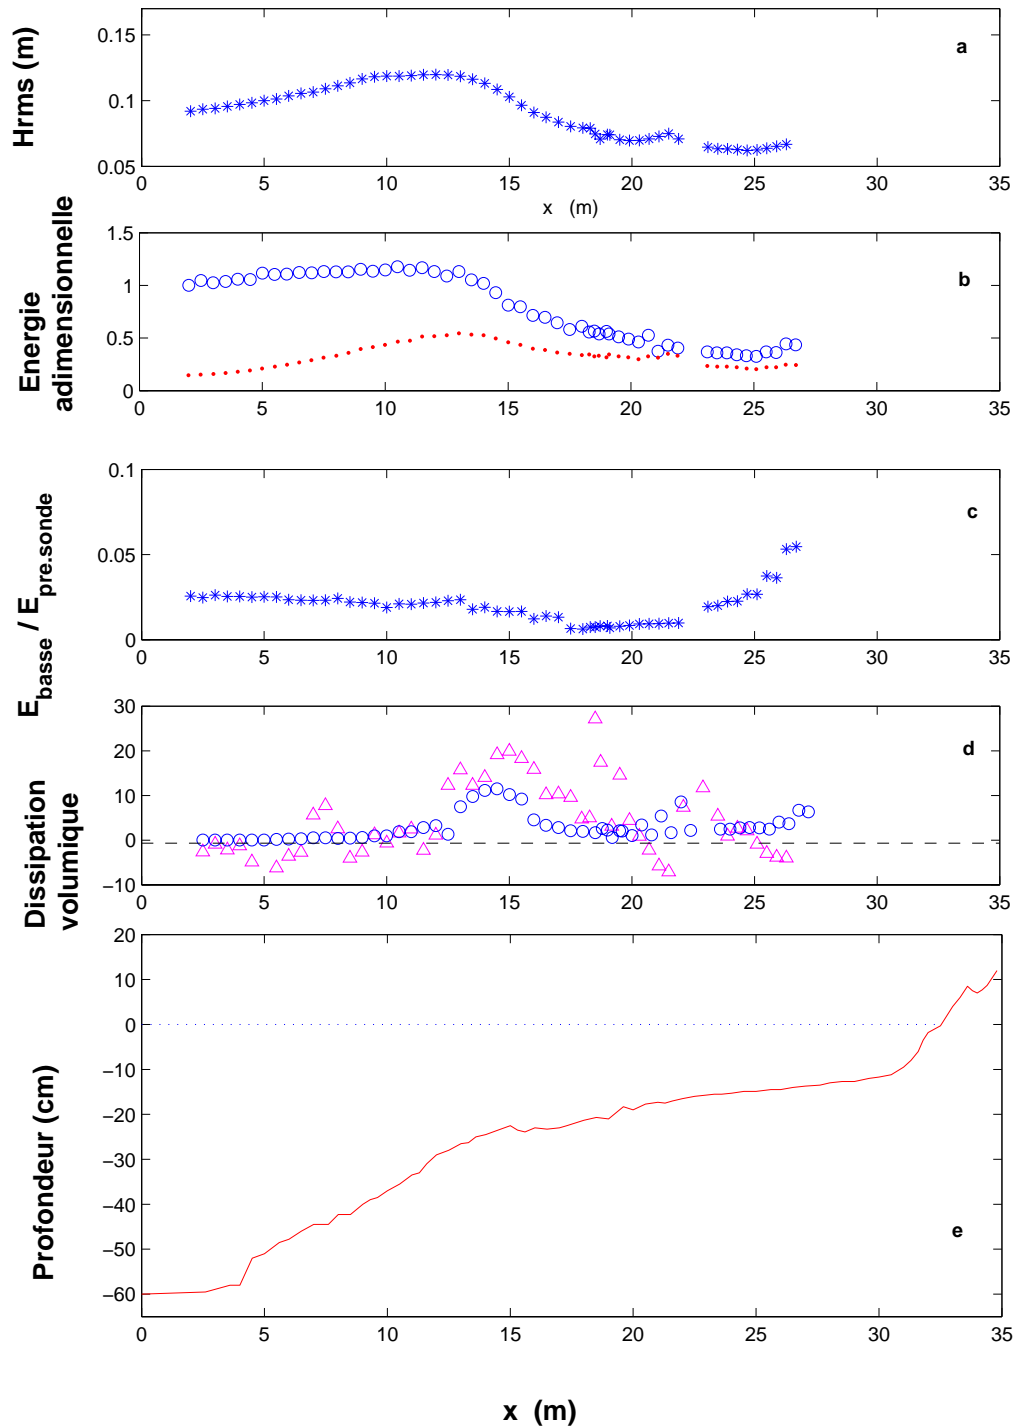 Hrms (m)
0.15
0.1
0.05
a
0 5 10 15 20 25 30 35
x (m)
Energie
adimensionnelle
1.5
1
0.5
0
b
0 5 10 15 20 25 30 35
E_basse / E_pre.sonde
0.1
0.05
0
c
0 5 10 15 20 25 30 35
Dissipation
volumique
30
20
10
0
−10
d
0 5 10 15 20 25 30 35
Profondeur (cm)
20
10
0
−10
−20
−30
−40
−50
−60
e
0 5 10 15 20 25 30 35
x (m)